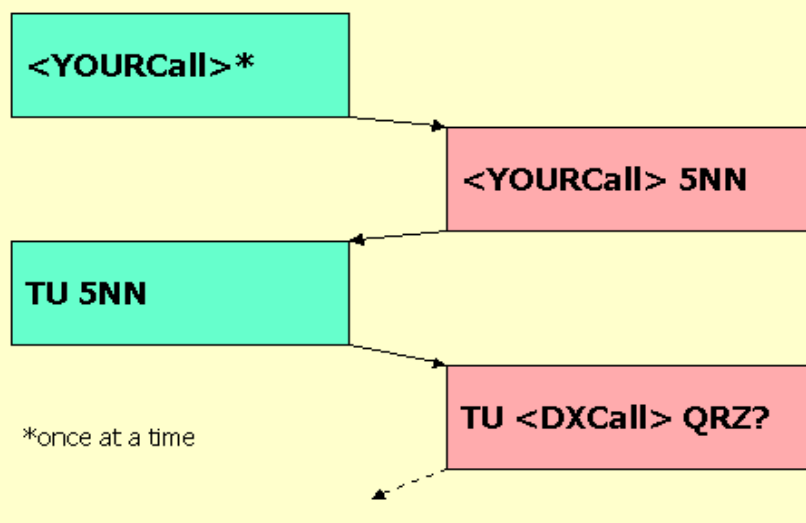 <YOURCall>*
<YOURCall> 5NN
TU 5NN
TU <DXCall> QRZ?
*once at a time